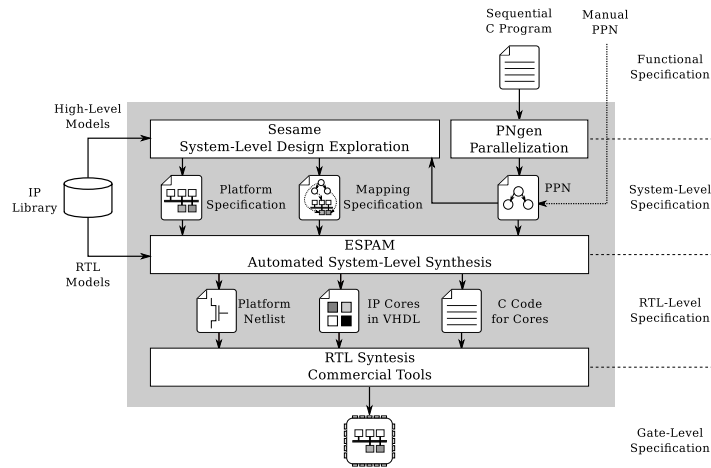 Sequential
C Program
Manual
PPN
Functional
Specification
High-Level
Models
Sesame
System-Level Design Exploration
PNgen
Parallelization
IP
Library
Platform
Specification
Mapping
Specification
PPN
System-Level
Specification
ESPAM
Automated System-Level Synthesis
RTL
Models
Platform
Netlist
IP Cores
in VHDL
C Code
for Cores
RTL-Level
Specification
RTL Syntesis
Commercial Tools
Gate-Level
Specification